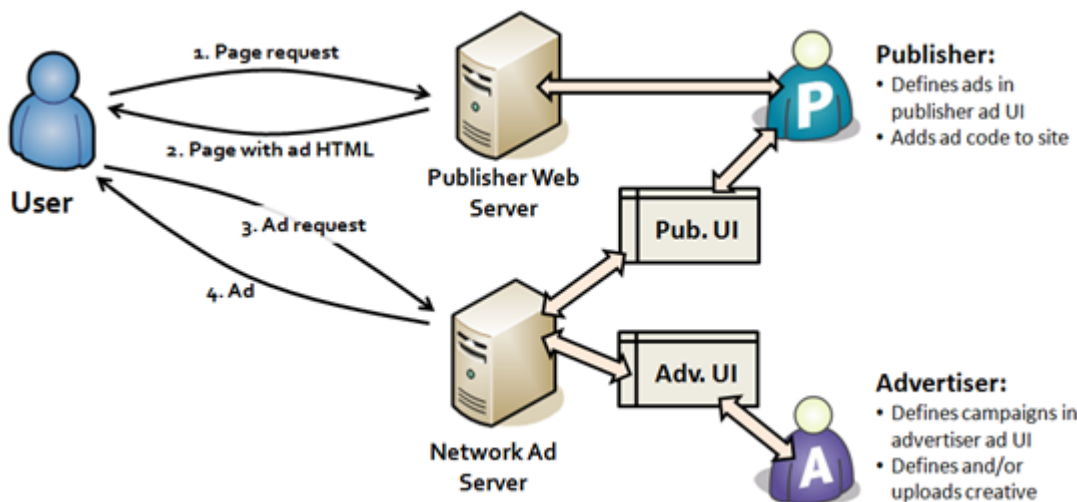 1. Page request
2. Page with ad HTML
User
3. Ad request
4. Ad
Publisher Web
Server
Network Ad
Server
Pub. UI
Adv. UI
P
Publisher:
• Defines ads in
publisher ad UI
• Adds ad code to site
A
Advertiser:
• Defines campaigns in
advertiser ad UI
• Defines and/or
uploads creative